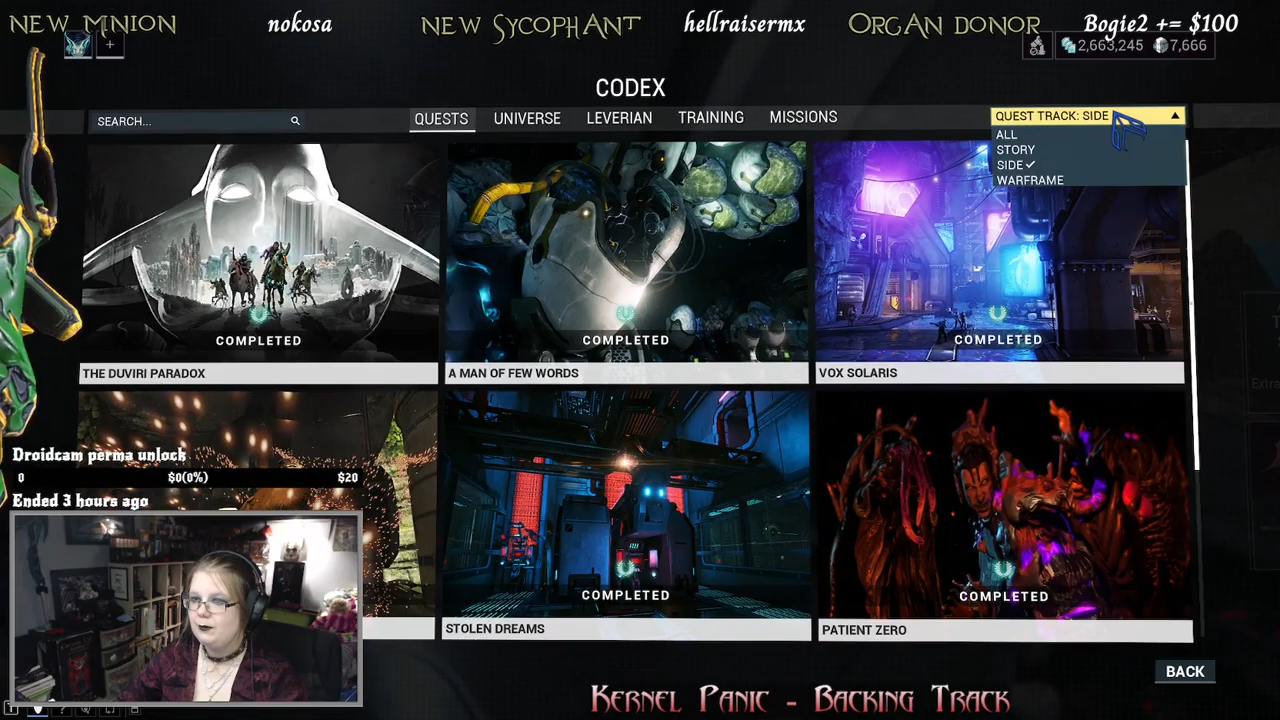 NEW MINION
nokosa
NEW SYCOPHANT
hellraisermx
ORGAN DONOR
Bogie2 += $100
2,663,245
7,666
CODEX
SEARCH...
QUESTS
UNIVERSE
LEVERIAN
TRAINING
MISSIONS
QUEST TRACK: SIDE
ALL
STORY
SIDE
WARFRAME
COMPLETED
COMPLETED
COMPLETED
THE DUVIRI PARADOX
A MAN OF FEW WORDS
VOX SOLARIS
Droidcam perma unlock
0
$0(0%)
$20
Ended 3 hours ago
COMPLETED
COMPLETED
STOLEN DREAMS
PATIENT ZERO
BACK
Kernel Panic - Backing Track